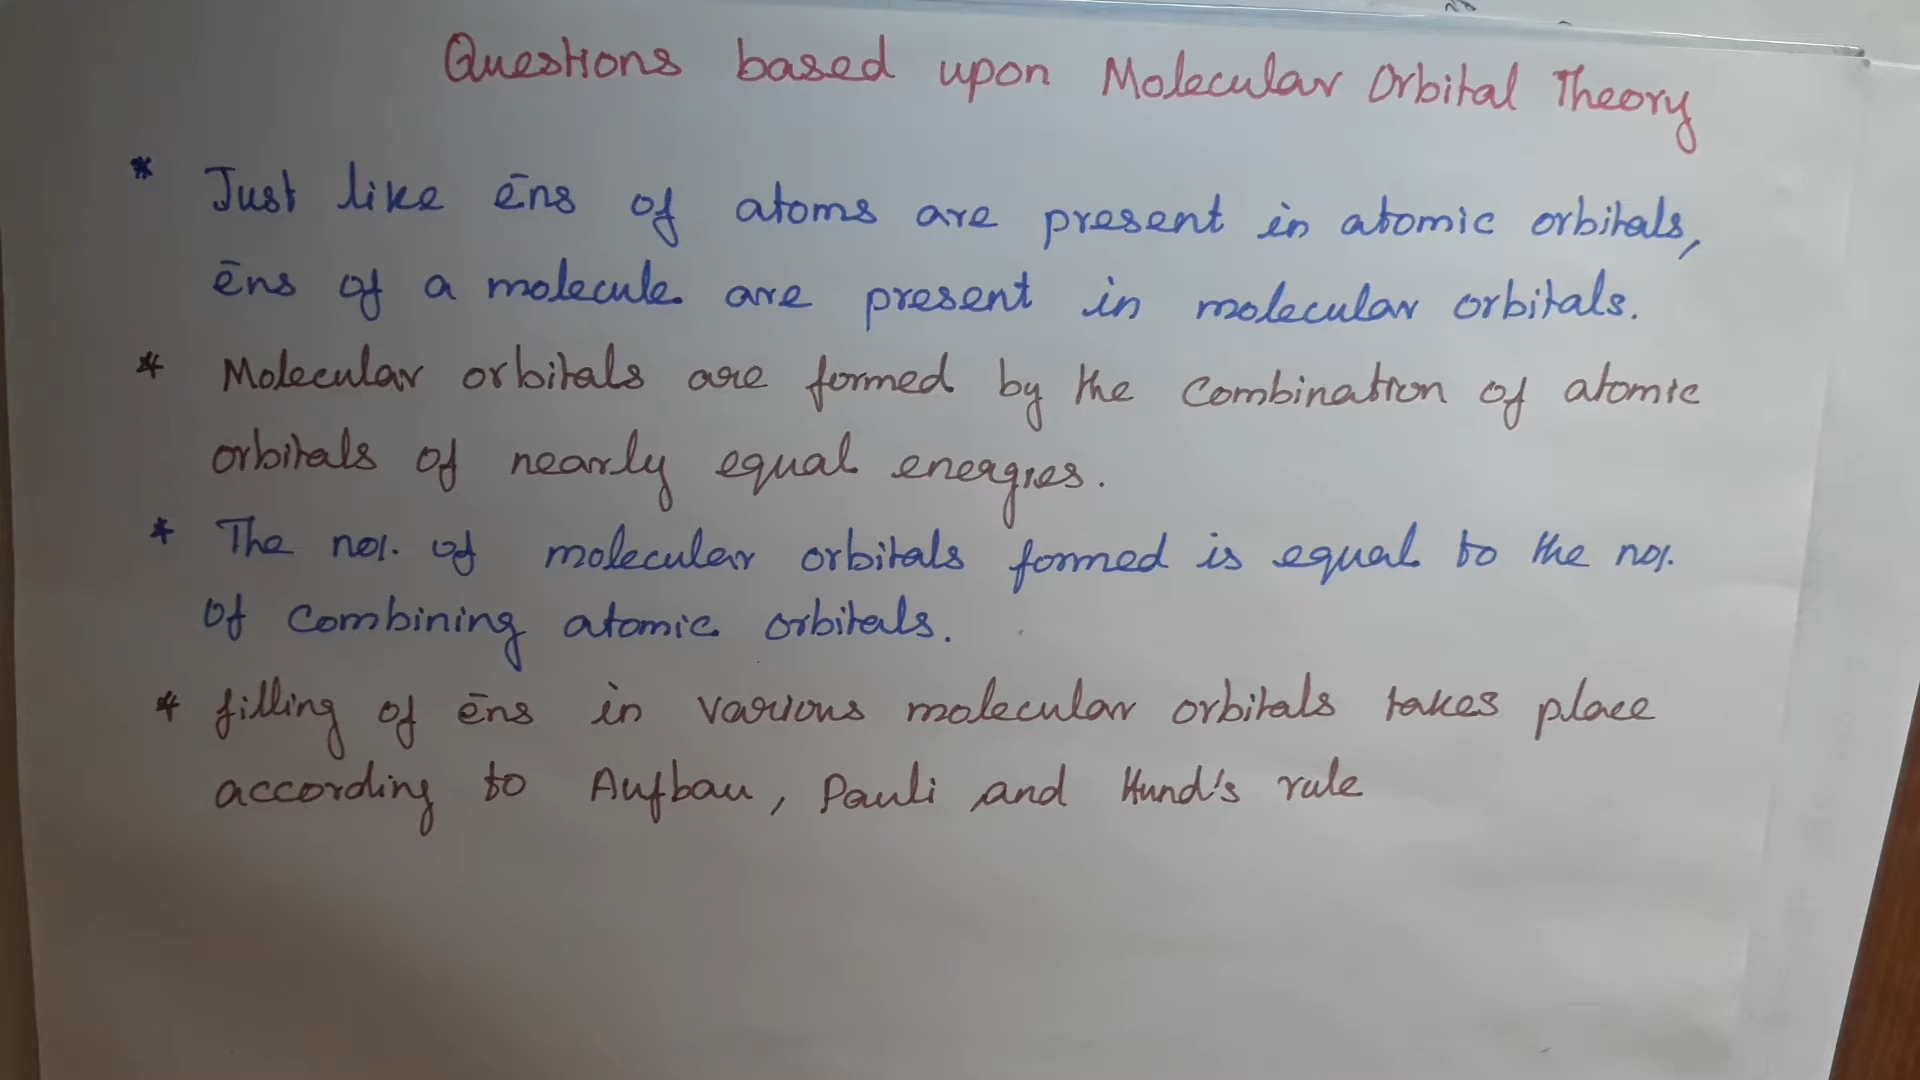 Questions based upon Molecular Orbital Theory
* Just like ēns of atoms are present in atomic orbitals,
ēns of a molecule are present in molecular orbitals.
* Molecular orbitals are formed by the combination of atomic
orbitals of nearly equal energies.
* The no1. of molecular orbitals formed is equal to the no1.
of combining atomic orbitals.
* filling of ēns in various molecular orbitals takes place
according to Aufbau, Pauli and Hund's rule